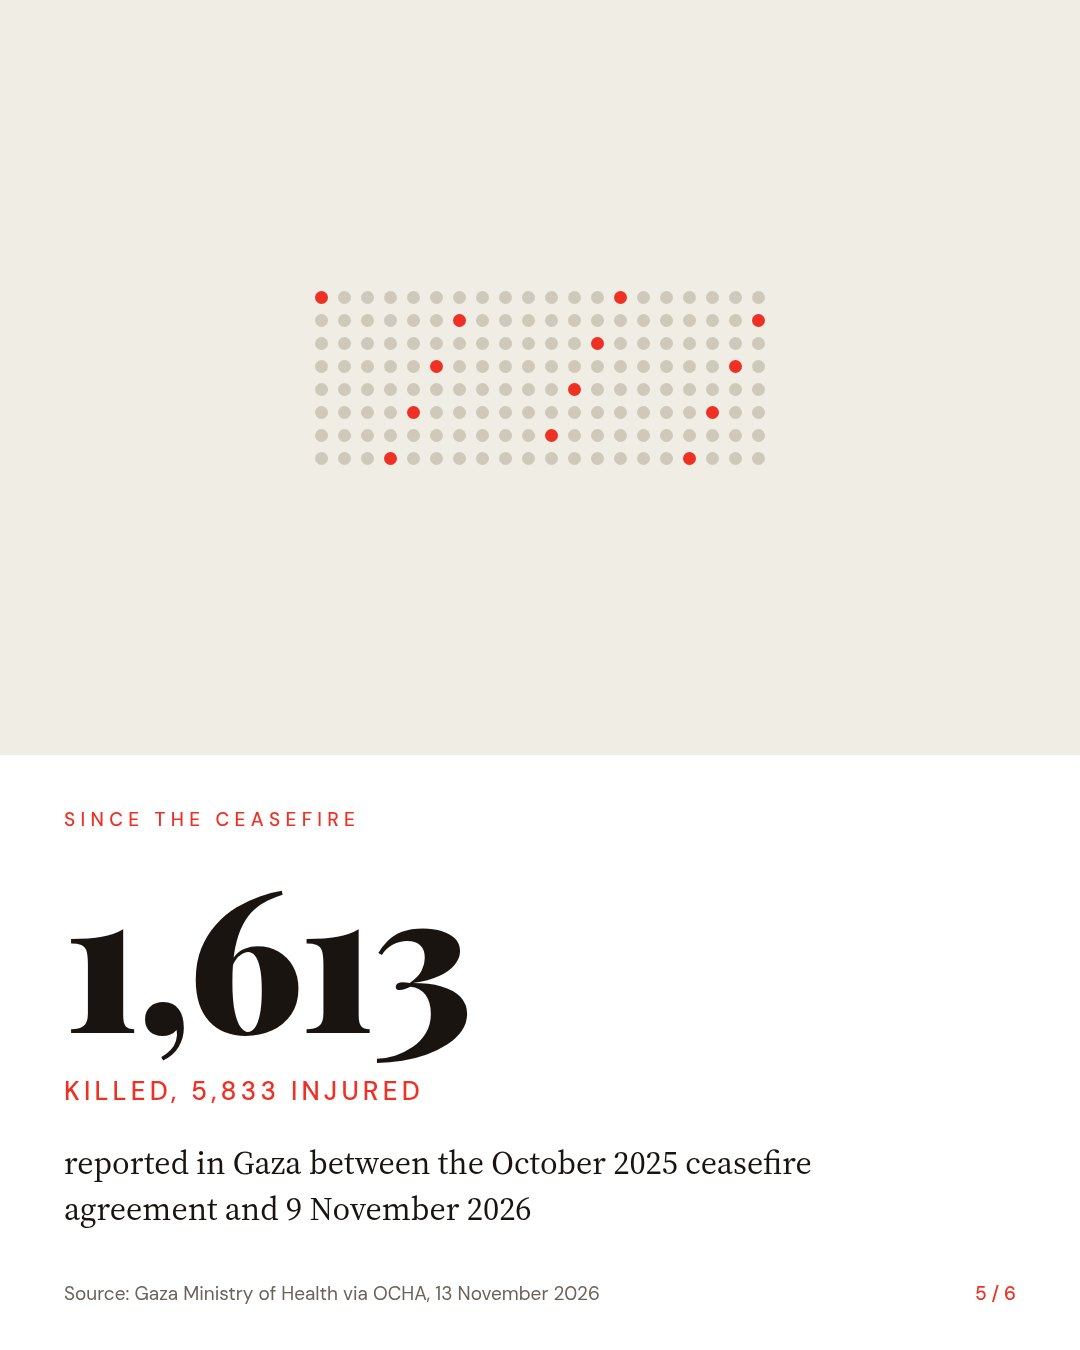 SINCE THE CEASEFIRE
1,613
KILLED, 5,833 INJURED
reported in Gaza between the October 2025 ceasefire
agreement and 9 November 2026
Source: Gaza Ministry of Health via OCHA, 13 November 2026
5 / 6